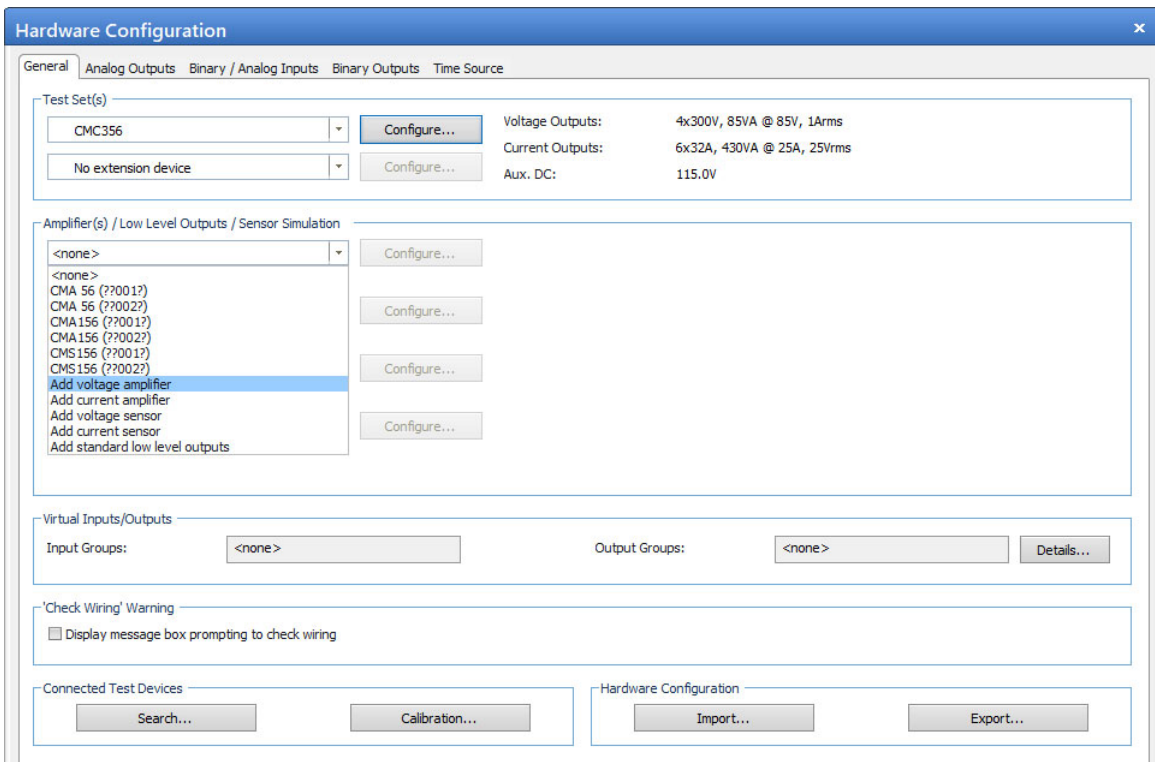 Hardware Configuration x
General Analog Outputs Binary / Analog Inputs Binary Outputs Time Source
Test Set(s)
CMC356 Configure... Voltage Outputs: 4x300V, 85VA @ 85V, 1Arms
Current Outputs: 6x32A, 430VA @ 25A, 25Vrms
No extension device Configure... Aux. DC: 115.0V
Amplifier(s) / Low Level Outputs / Sensor Simulation
<none> Configure...
<none>
CMA 56 (??001?)
CMA 56 (??002?) Configure...
CMA156 (??001?)
CMA156 (??002?)
CMS156 (??001?)
CMS156 (??002?) Configure...
Add voltage amplifier
Add current amplifier
Add voltage sensor
Add current sensor Configure...
Add standard low level outputs
Virtual Inputs/Outputs
Input Groups: <none> Output Groups: <none> Details...
'Check Wiring' Warning
Display message box prompting to check wiring
Connected Test Devices Hardware Configuration
Search... Calibration... Import... Export...